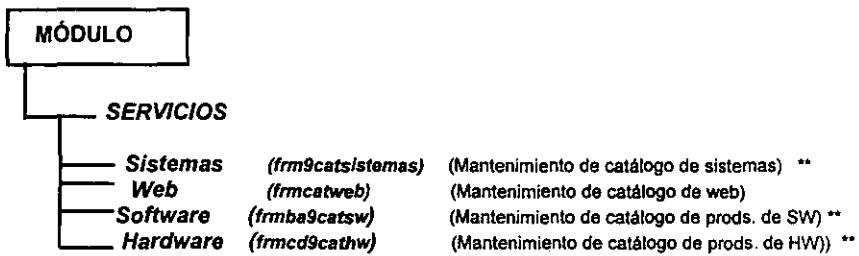 MÓDULO
SERVICIOS
Sistemas (frm9catsistemas) (Mantenimiento de catálogo de sistemas) **
Web (frmcatweb) (Mantenimiento de catálogo de web)
Software (frmba9catsw) (Mantenimiento de catálogo de prods. de SW) **
Hardware (frmcd9cathw) (Mantenimiento de catálogo de prods. de HW)) **